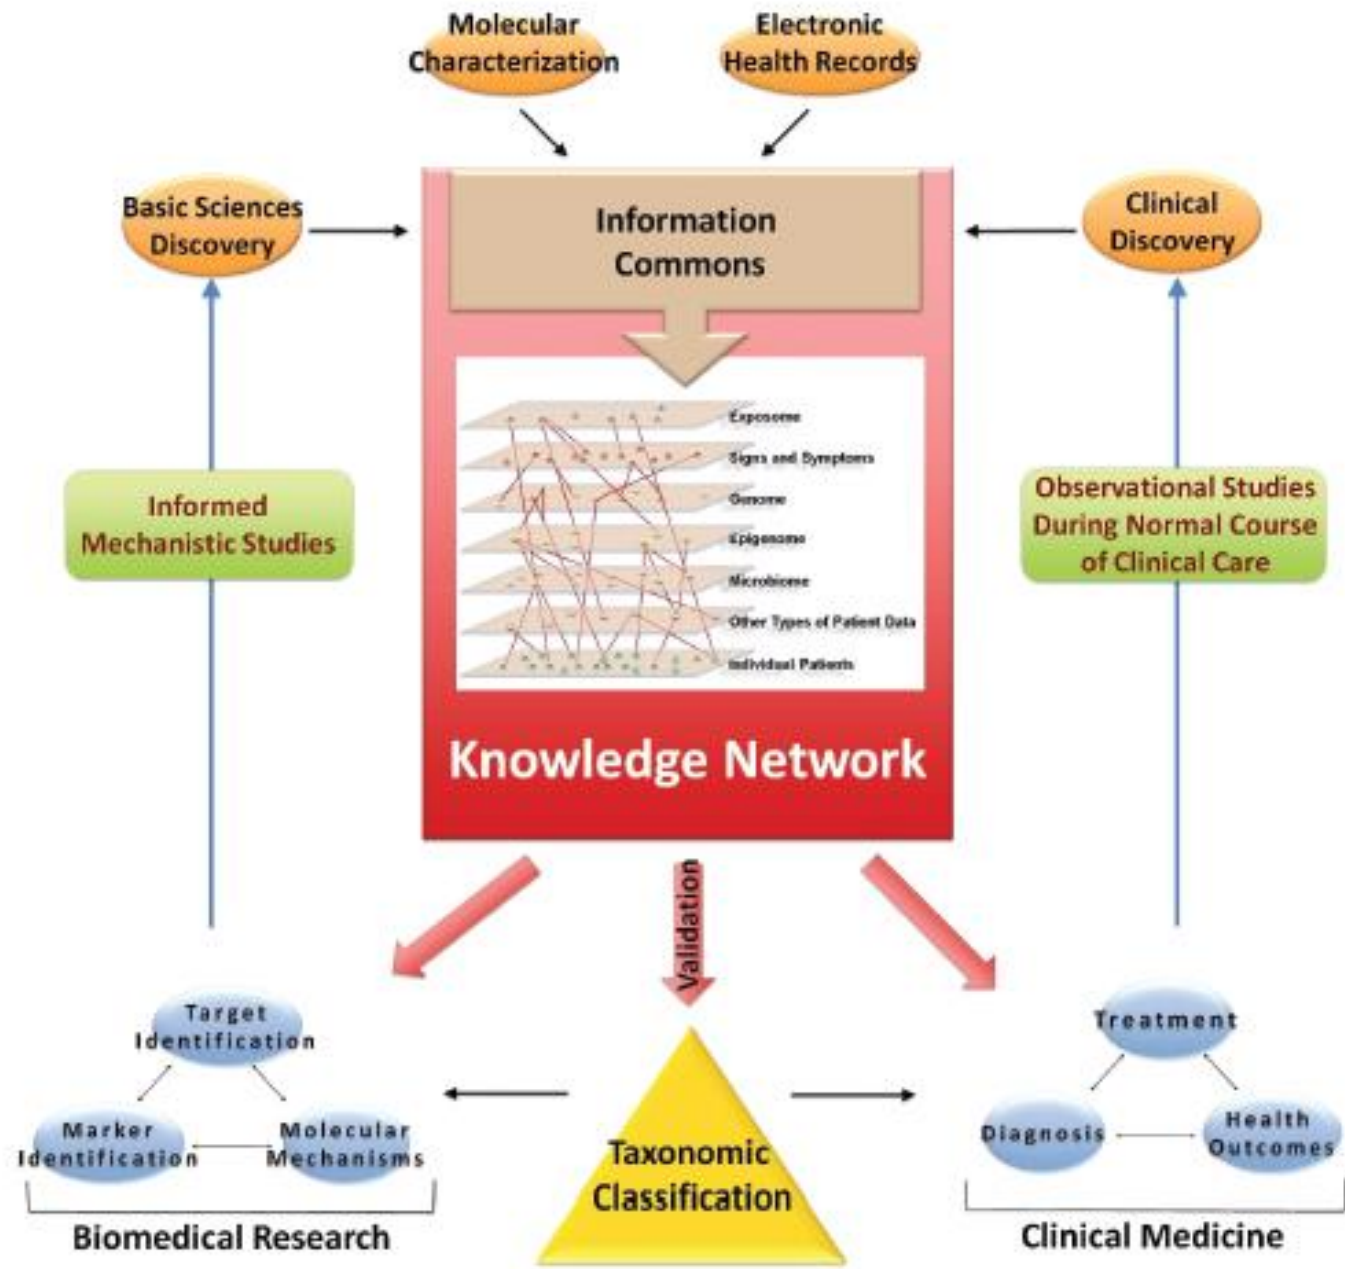 Molecular
Characterization
Electronic
Health Records
Basic Sciences
Discovery
Information
Commons
Clinical
Discovery
Exposome
Signs and Symptoms
Genome
Epigenome
Microbiome
Other Types of Patient Data
Individual Patients
Informed
Mechanistic Studies
Observational Studies
During Normal Course
of Clinical Care
Knowledge Network
Validation
Target
Identification
Marker
Identification
Molecular
Mechanisms
Biomedical Research
Taxonomic
Classification
Treatment
Diagnosis
Health
Outcomes
Clinical Medicine